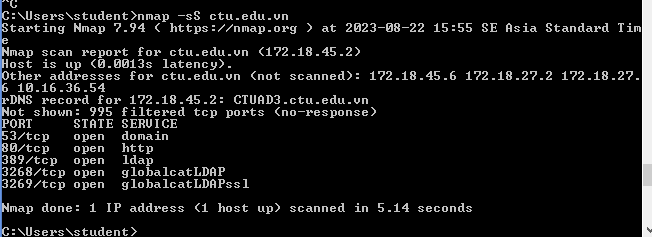 ^C
C:\Users\student>nmap -sS ctu.edu.vn
Starting Nmap 7.94 ( https://nmap.org ) at 2023-08-22 15:55 SE Asia Standard Tim
e
Nmap scan report for ctu.edu.vn (172.18.45.2)
Host is up (0.0013s latency).
Other addresses for ctu.edu.vn (not scanned): 172.18.45.6 172.18.27.2 172.18.27.
6 10.16.36.54
rDNS record for 172.18.45.2: CTUAD3.ctu.edu.vn
Not shown: 995 filtered tcp ports (no-response)
PORT     STATE SERVICE
53/tcp   open  domain
80/tcp   open  http
389/tcp  open  ldap
3268/tcp open  globalcatLDAP
3269/tcp open  globalcatLDAPssl
Nmap done: 1 IP address (1 host up) scanned in 5.14 seconds
C:\Users\student>